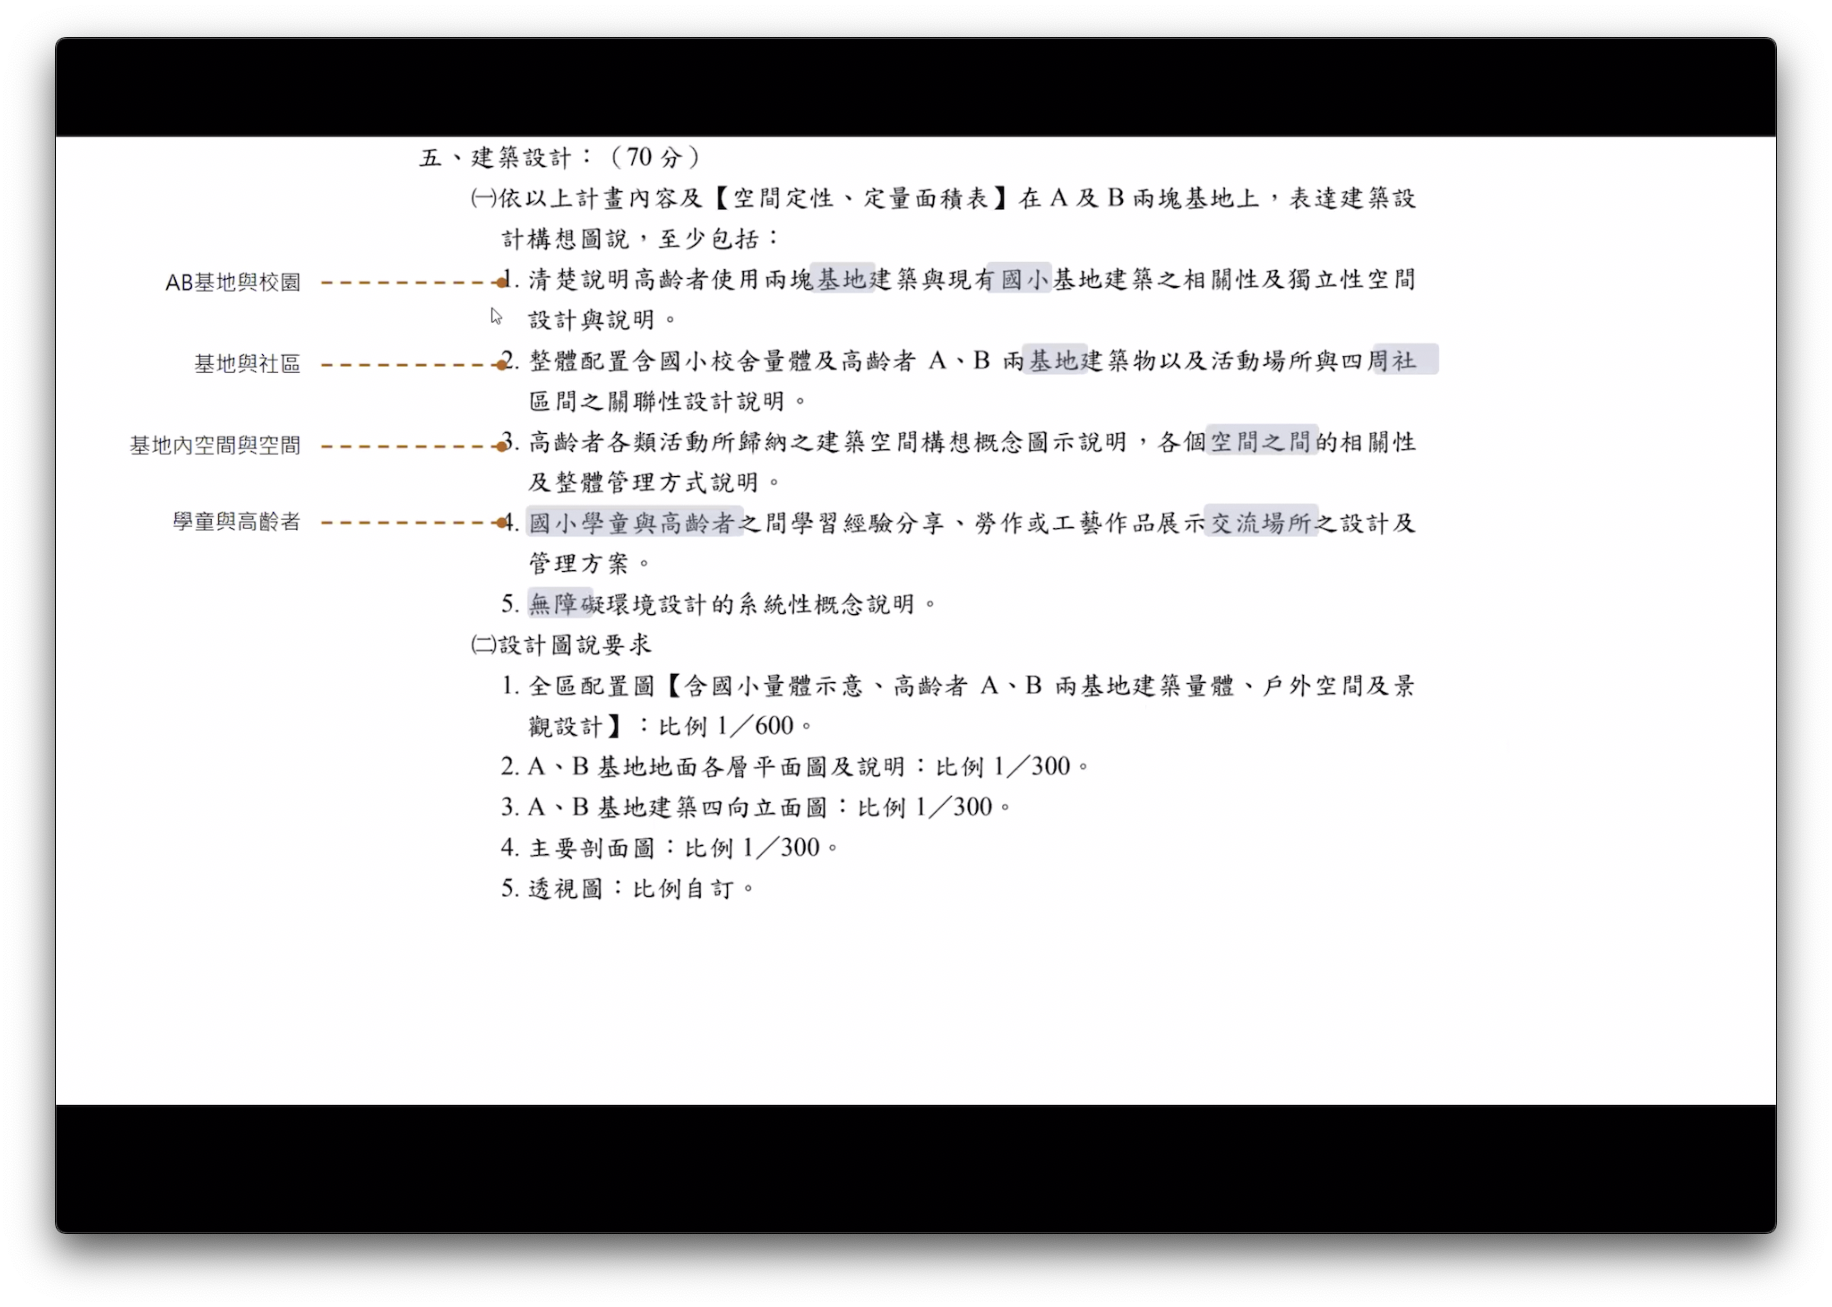 五、建築設計：（70 分）
㈠依以上計畫內容及【空間定性、定量面積表】在 A 及 B 兩塊基地上，表達建築設
計構想圖說，至少包括：
AB基地與校園
1. 清楚說明高齡者使用兩塊基地建築與現有國小基地建築之相關性及獨立性空間
設計與說明。
基地與社區
2. 整體配置含國小校舍量體及高齡者 A、B 兩基地建築物以及活動場所與四周社
區間之關聯性設計說明。
基地內空間與空間
3. 高齡者各類活動所歸納之建築空間構想概念圖示說明，各個空間之間的相關性
及整體管理方式說明。
學童與高齡者
4. 國小學童與高齡者之間學習經驗分享、勞作或工藝作品展示交流場所之設計及
管理方案。
5. 無障礙環境設計的系統性概念說明。
㈡設計圖說要求
1. 全區配置圖【含國小量體示意、高齡者 A、B 兩基地建築量體、戶外空間及景
觀設計】：比例 1／600。
2. A、B 基地地面各層平面圖及說明：比例 1／300。
3. A、B 基地建築四向立面圖：比例 1／300。
4. 主要剖面圖：比例 1／300。
5. 透視圖：比例自訂。